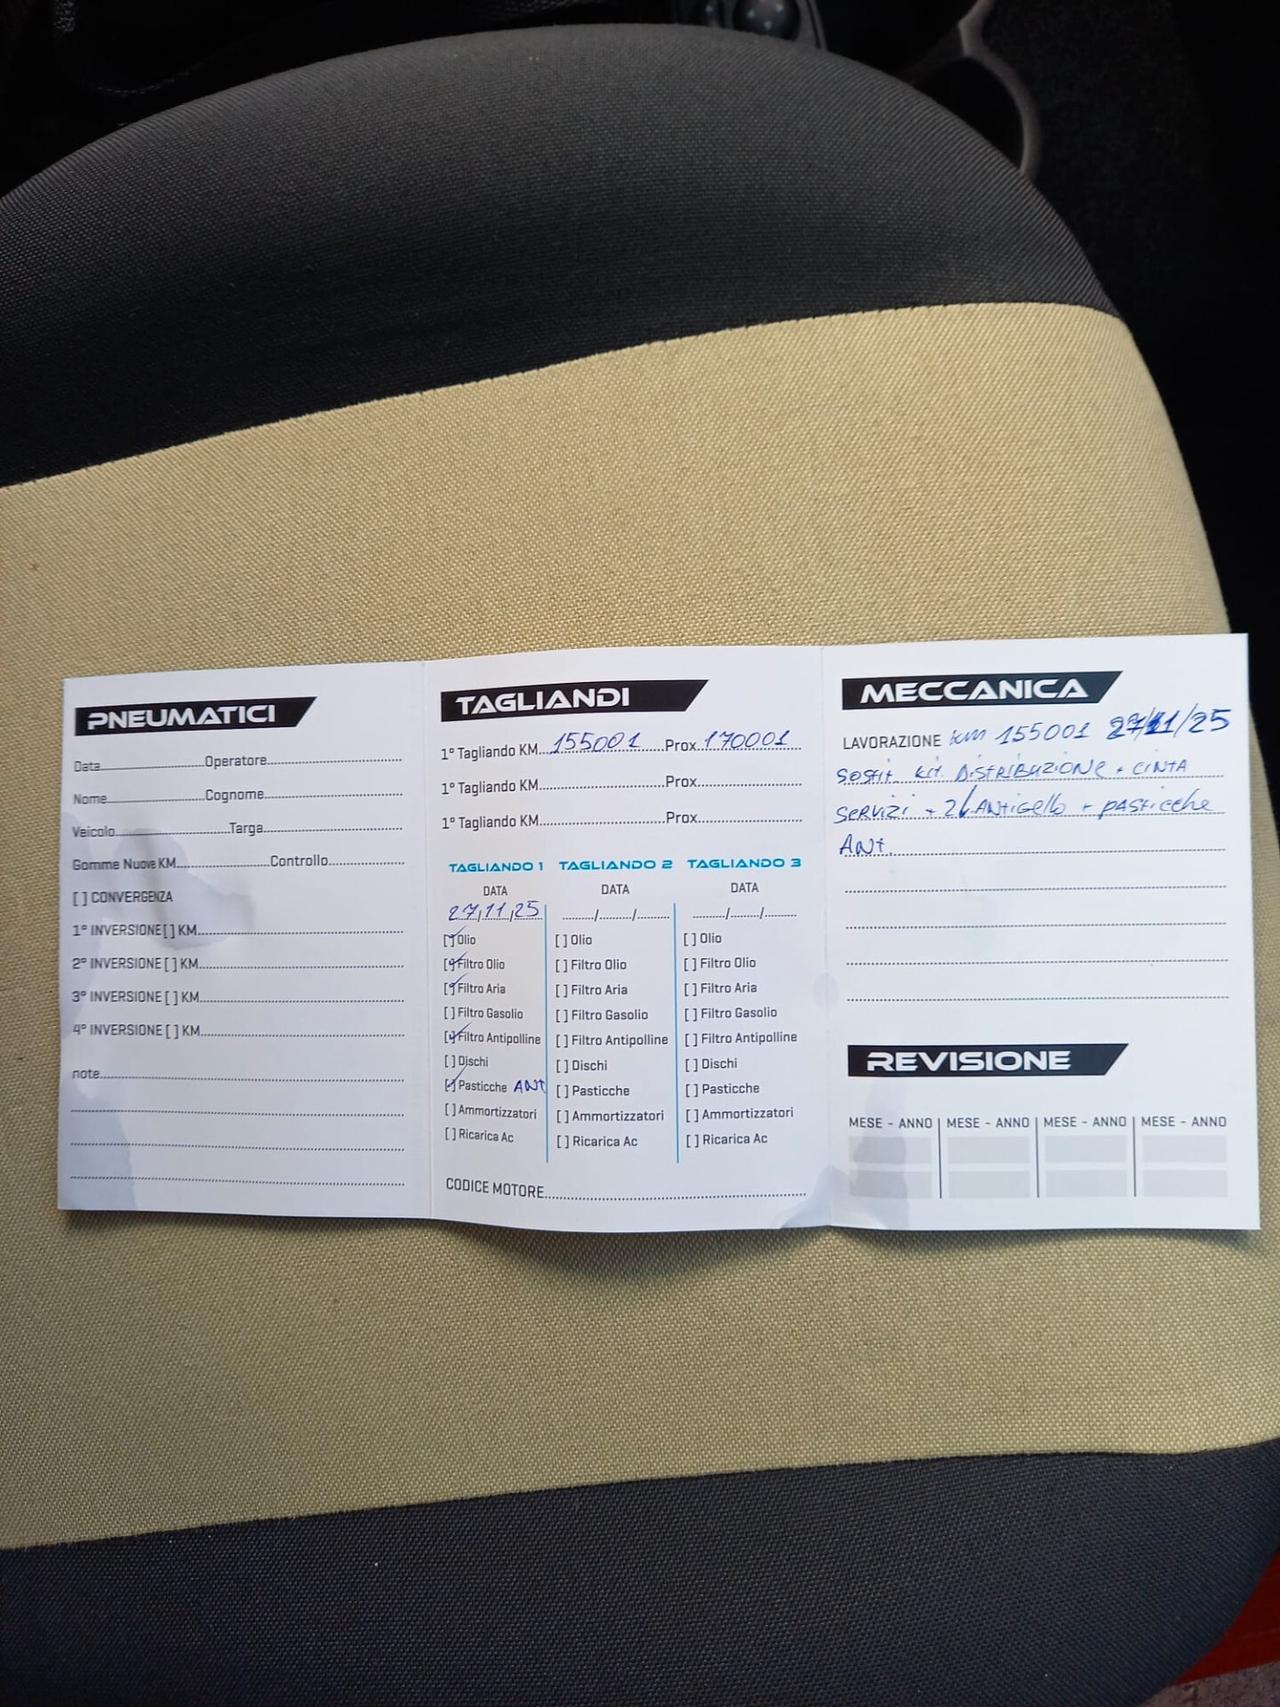 PNEUMATICI
Data....................Operatore....................
Nome....................Cognome....................
Veicolo....................Targa....................
Gomme Nuove KM....................Controllo....................
[ ] CONVERGENZA
1° INVERSIONE [ ] KM....................
2° INVERSIONE [ ] KM....................
3° INVERSIONE [ ] KM....................
4° INVERSIONE [ ] KM....................
note....................
TAGLIANDI
1° Tagliando KM...155001...Prox.170001
1° Tagliando KM....................Prox....................
1° Tagliando KM....................Prox....................
TAGLIANDO 1 TAGLIANDO 2 TAGLIANDO 3
DATA DATA DATA
27/11/25 ........./........./......... ........./........./.........
[✓] Olio [ ] Olio [ ] Olio
[✓] Filtro Olio [ ] Filtro Olio [ ] Filtro Olio
[✓] Filtro Aria [ ] Filtro Aria [ ] Filtro Aria
[ ] Filtro Gasolio [ ] Filtro Gasolio [ ] Filtro Gasolio
[✓] Filtro Antipolline [ ] Filtro Antipolline [ ] Filtro Antipolline
[ ] Dischi [ ] Dischi [ ] Dischi
[✓] Pasticche ANT [ ] Pasticche [ ] Pasticche
[ ] Ammortizzatori [ ] Ammortizzatori [ ] Ammortizzatori
[ ] Ricarica Ac [ ] Ricarica Ac [ ] Ricarica Ac
CODICE MOTORE....................
MECCANICA
LAVORAZIONE km 155001 27/11/25
SOSTIT. KIT. DISTRIBUZIONE + CINTA
SERVIZI + 2L ANTIGELLO + PASTICCHE
ANT.
REVISIONE
MESE - ANNO MESE - ANNO MESE - ANNO MESE - ANNO